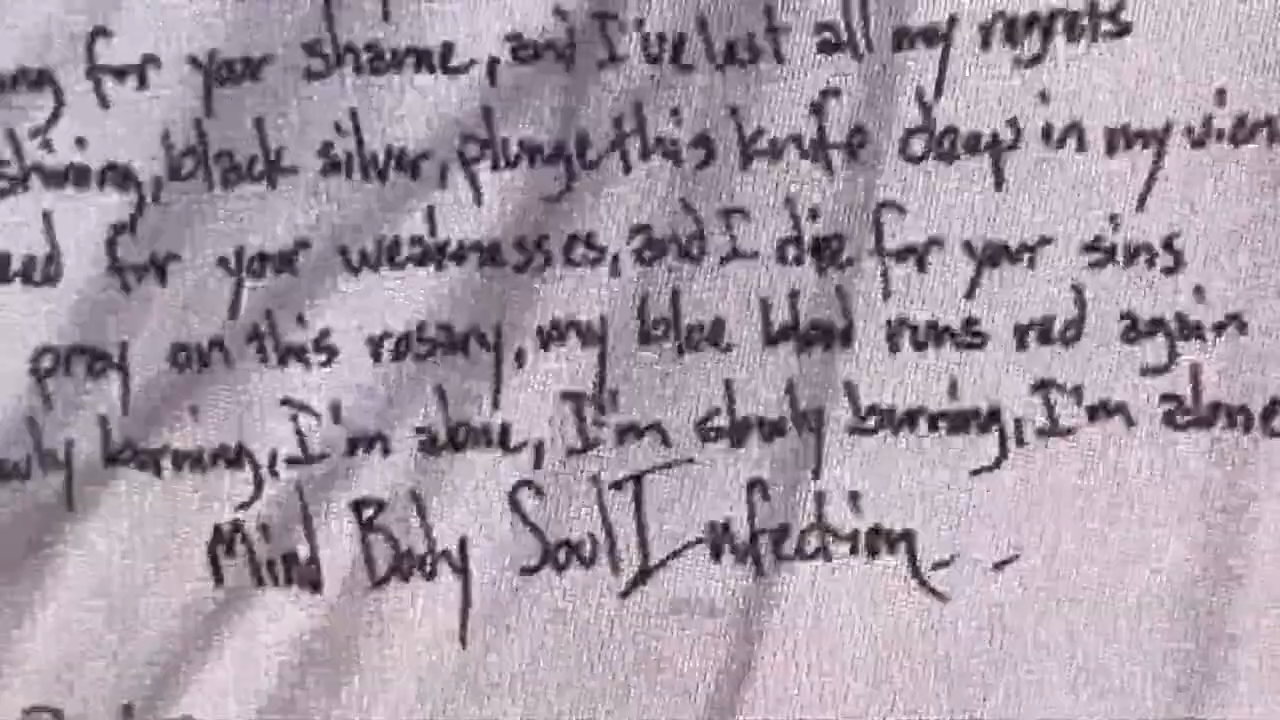 for your shame, and I've lost all my regrets
shining, black silver, plunge this knife deep in my vien
for your weaknesses, and I die for your sins
pray on this rosary, my blue blood runs red again
burning, I'm alone, I'm slowly burning, I'm alone
Mind Body Soul Infection - -